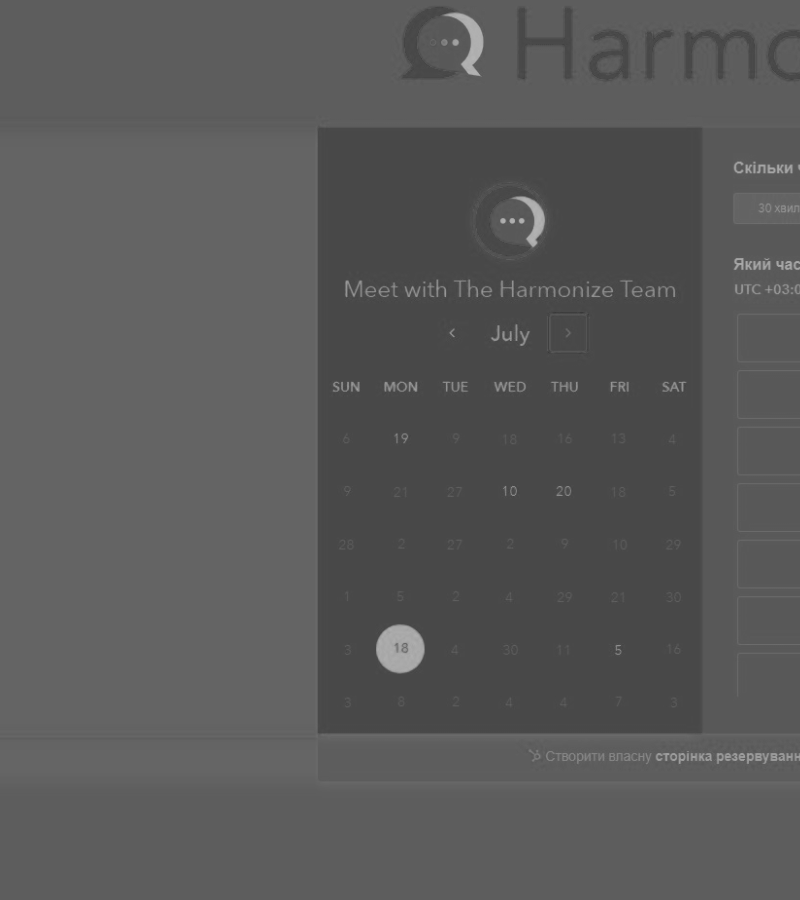 Harmo
Meet with The Harmonize Team
July
SUN MON TUE WED THU FRI SAT
6 19 9 18 16 13 4
9 21 27 10 20 18 5
28 2 27 2 9 10 29
1 5 2 4 29 21 30
3 18 4 30 11 5 16
3 8 2 4 4 7 3
Скільки ч
30 хвил
Який час
UTC +03:0
Створити власну сторінка резервуванн